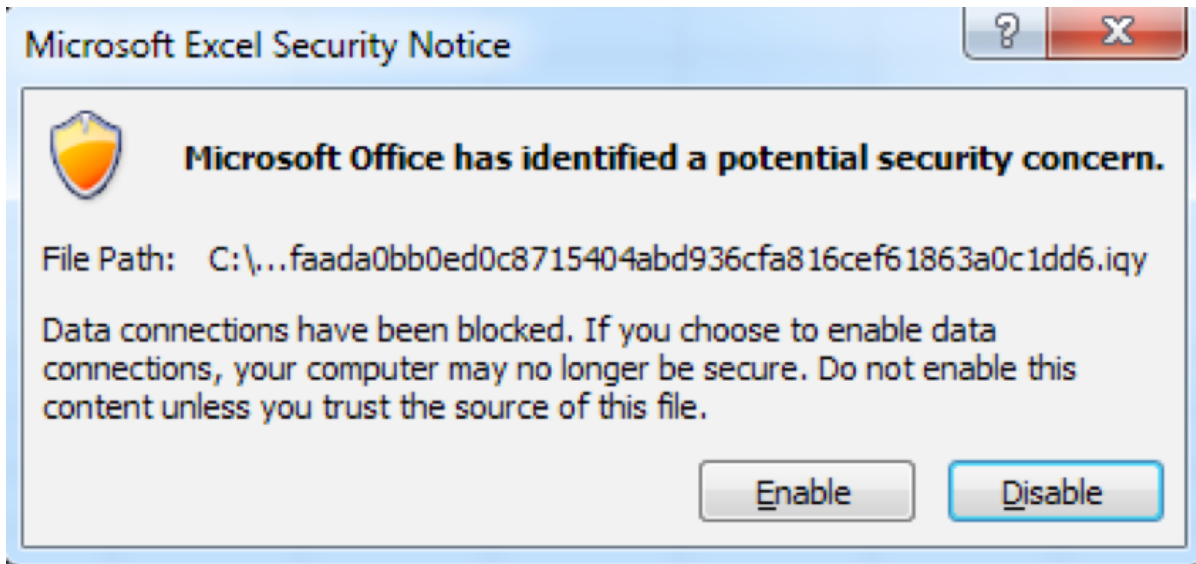 Microsoft Excel Security Notice
Microsoft Office has identified a potential security concern.
File Path: C:\...faada0bb0ed0c8715404abd936cfa816cef61863a0c1dd6.iqy
Data connections have been blocked. If you choose to enable data
connections, your computer may no longer be secure. Do not enable this
content unless you trust the source of this file.
Enable Disable